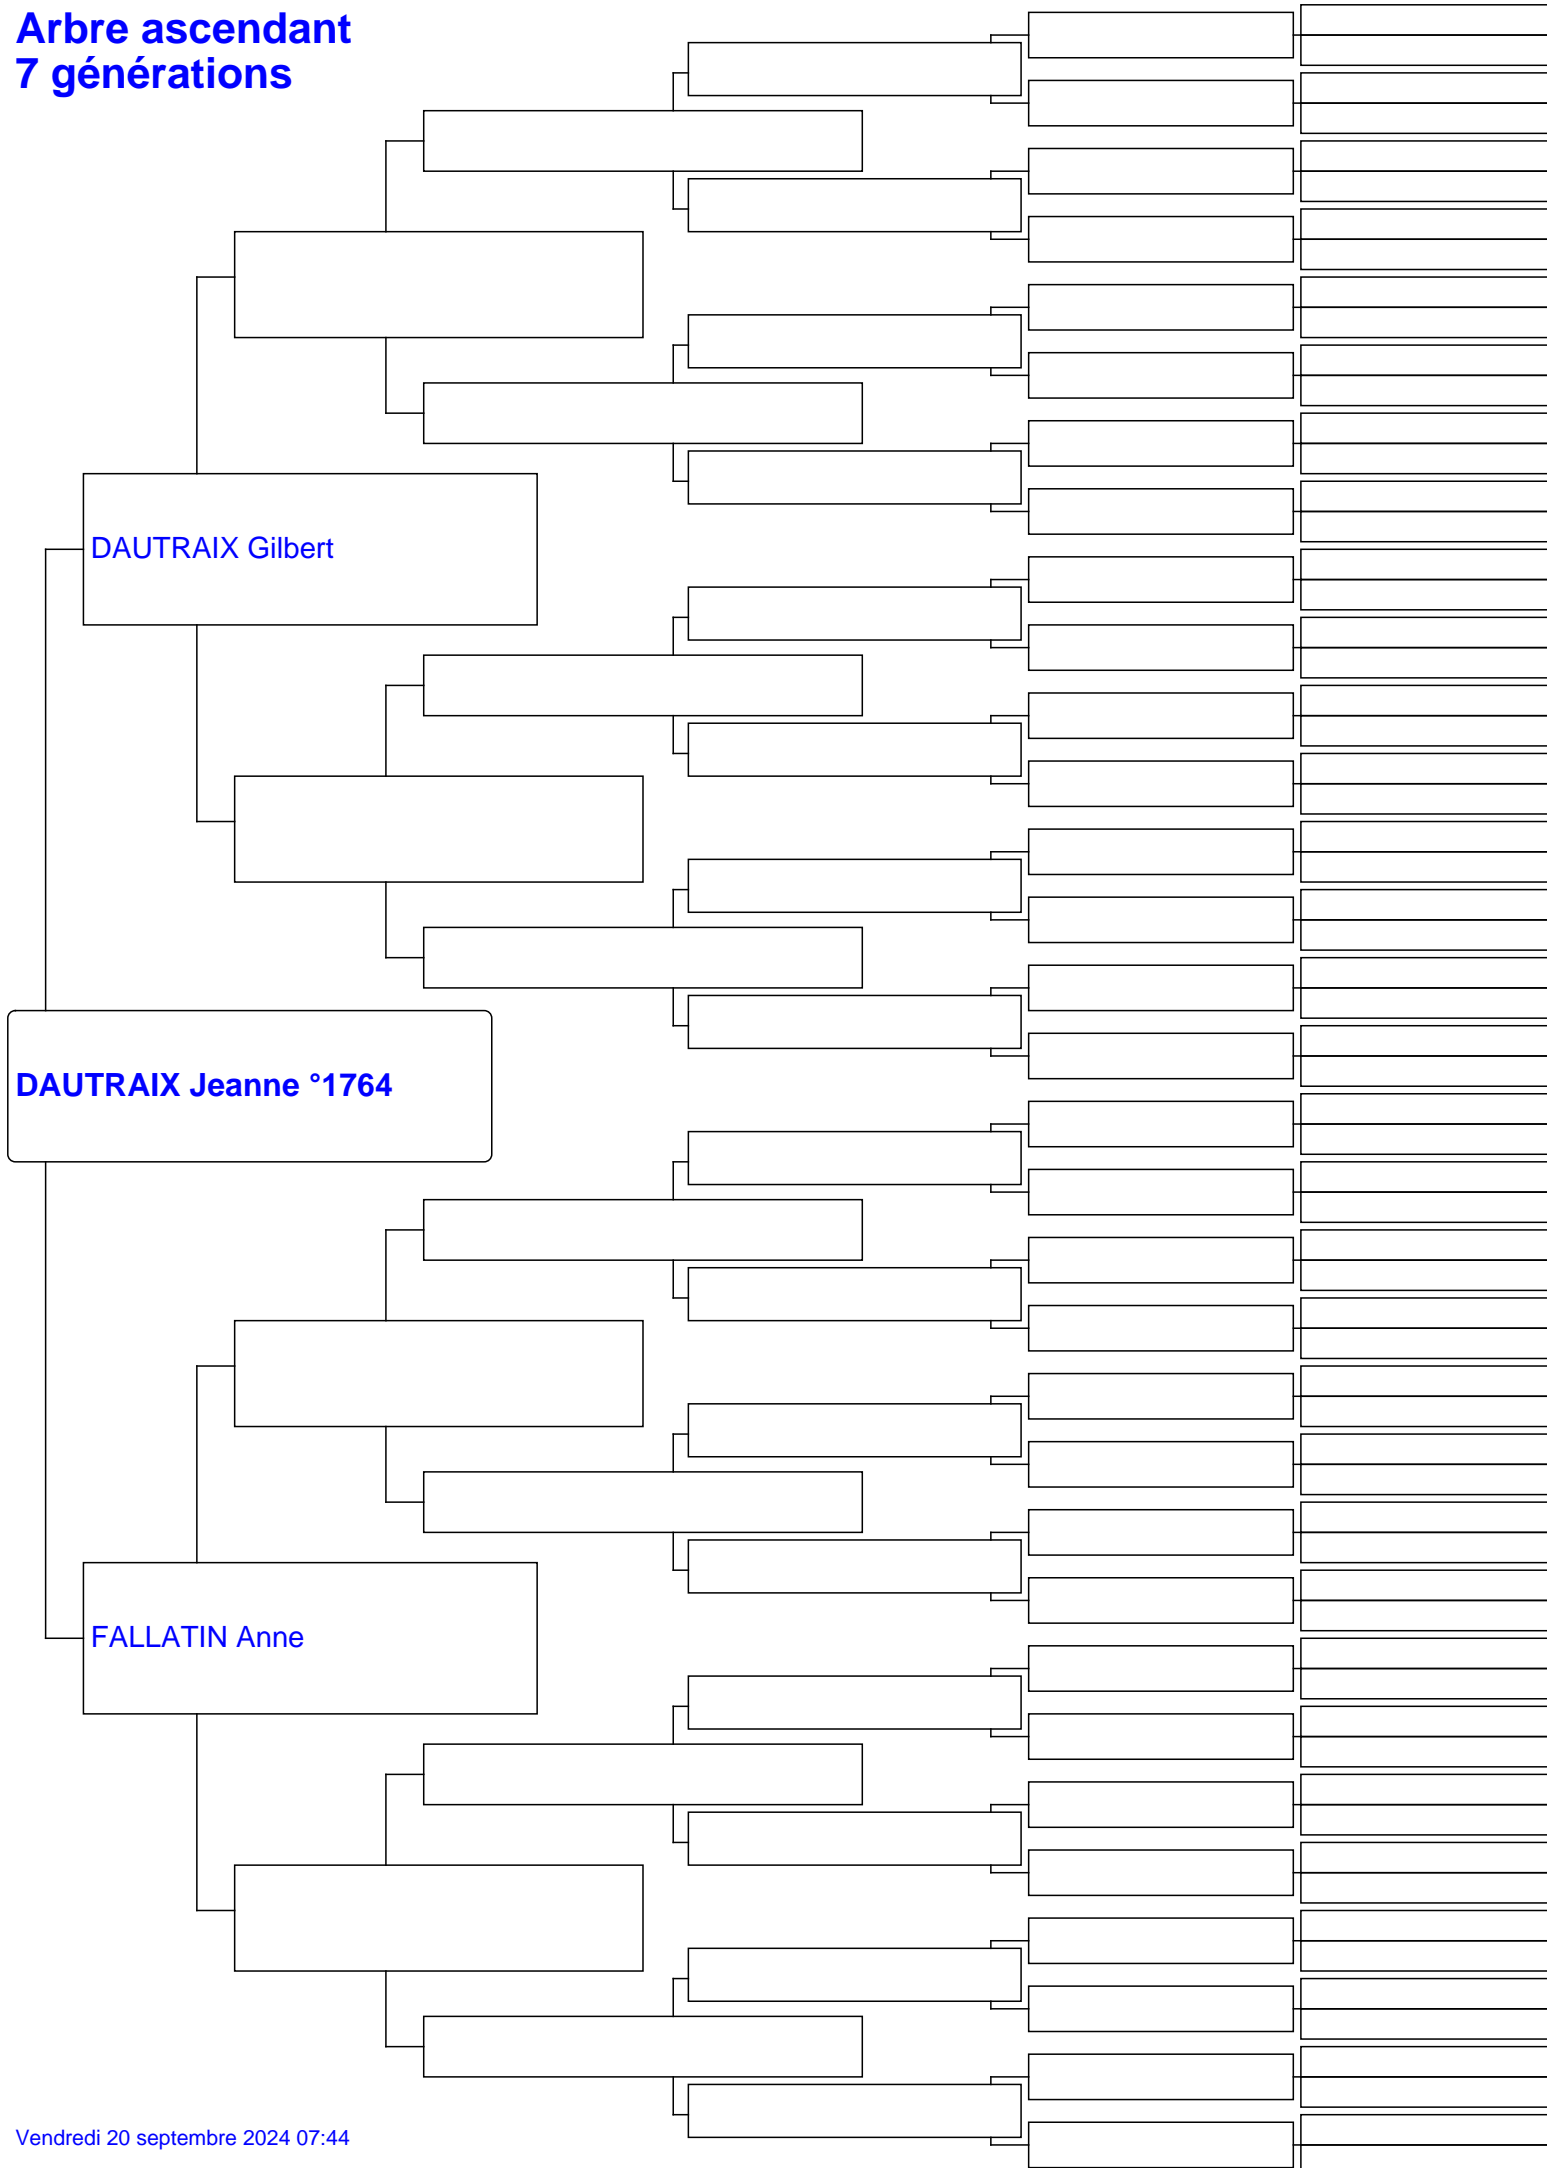 Arbre ascendant
7 générations
DAUTRAIX Gilbert
DAUTRAIX Jeanne °1764
FALLATIN Anne
Vendredi 20 septembre 2024 07:44